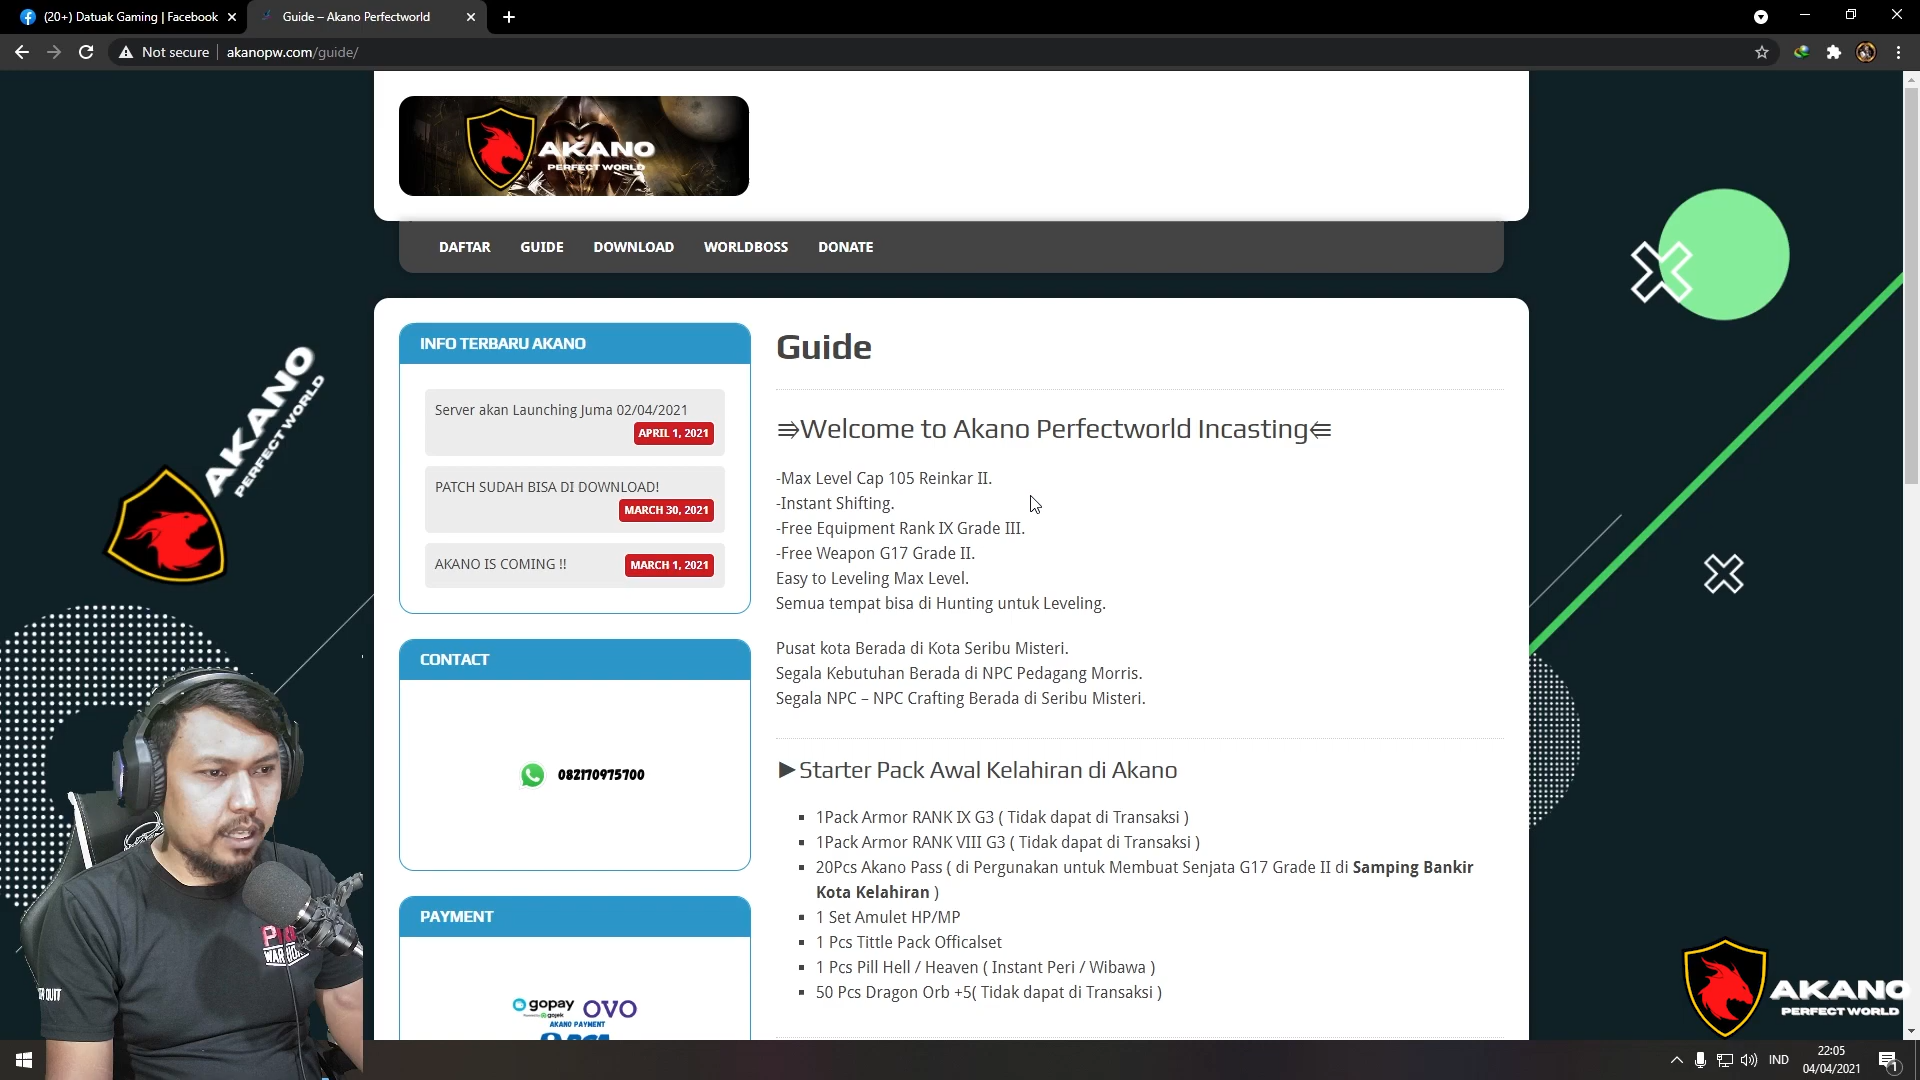 (20+) Datuak Gaming | Facebook
Guide – Akano Perfectworld
Not secure
akanopw.com/guide/
AKANO
PERFECT WORLD
DAFTAR
GUIDE
DOWNLOAD
WORLDBOSS
DONATE
INFO TERBARU AKANO
Server akan Launching Juma 02/04/2021
APRIL 1, 2021
PATCH SUDAH BISA DI DOWNLOAD!
MARCH 30, 2021
AKANO IS COMING !!
MARCH 1, 2021
CONTACT
082170975700
PAYMENT
gopay
OVO
AKANO PAYMENT
Guide
⇛Welcome to Akano Perfectworld Incasting⇚
-Max Level Cap 105 Reinkar II.
-Instant Shifting.
-Free Equipment Rank IX Grade III.
-Free Weapon G17 Grade II.
Easy to Leveling Max Level.
Semua tempat bisa di Hunting untuk Leveling.
Pusat kota Berada di Kota Seribu Misteri.
Segala Kebutuhan Berada di NPC Pedagang Morris.
Segala NPC – NPC Crafting Berada di Seribu Misteri.
►Starter Pack Awal Kelahiran di Akano
▪ 1Pack Armor RANK IX G3 ( Tidak dapat di Transaksi )
▪ 1Pack Armor RANK VIII G3 ( Tidak dapat di Transaksi )
▪ 20Pcs Akano Pass ( di Pergunakan untuk Membuat Senjata G17 Grade II di Samping Bankir
Kota Kelahiran )
▪ 1 Set Amulet HP/MP
▪ 1 Pcs Tittle Pack Officalset
▪ 1 Pcs Pill Hell / Heaven ( Instant Peri / Wibawa )
▪ 50 Pcs Dragon Orb +5( Tidak dapat di Transaksi )
AKANO
PERFECT WORLD
AKANO
PERFECT WORLD
IND
22:05
04/04/2021
1